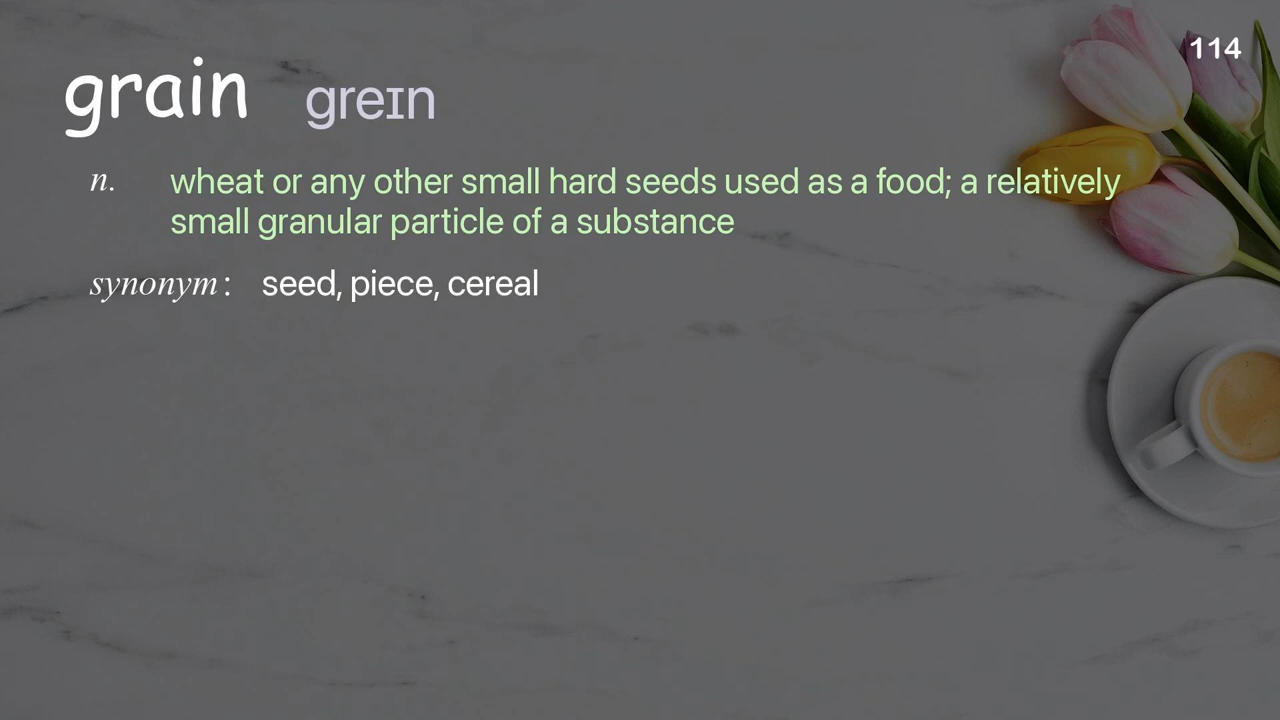 114
grain greɪn
n. wheat or any other small hard seeds used as a food; a relatively
small granular particle of a substance
synonym : seed, piece, cereal